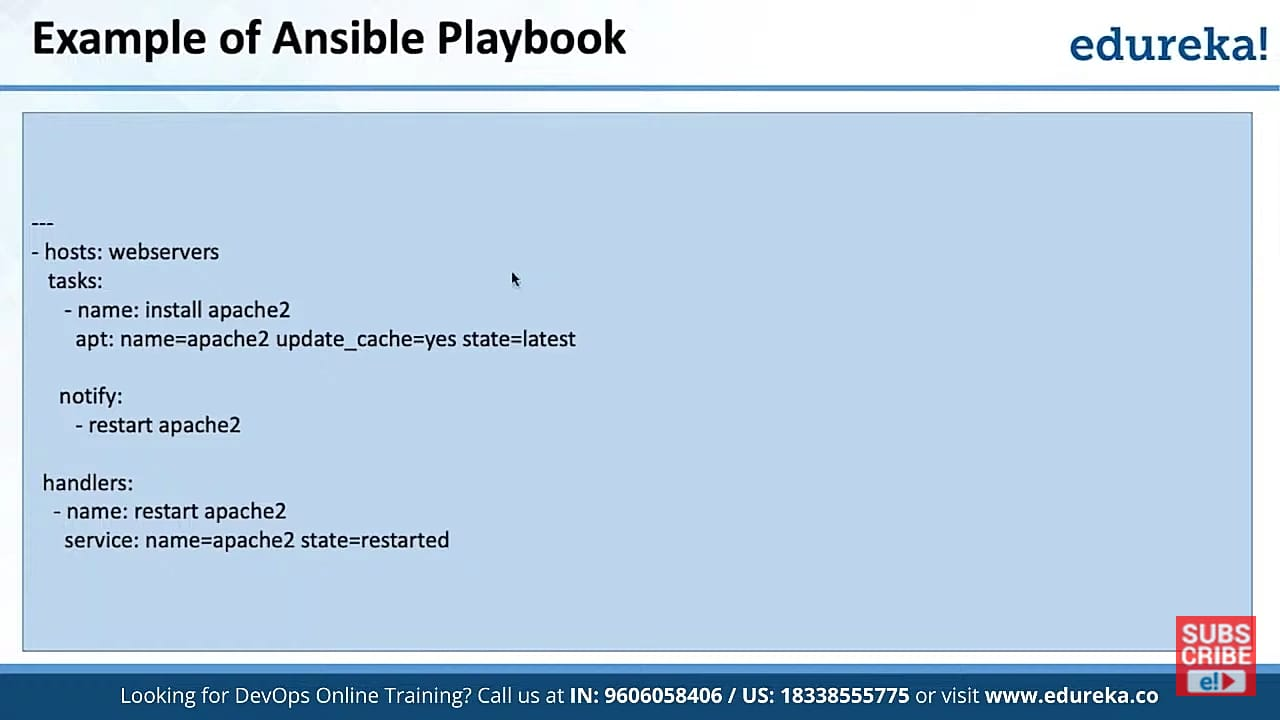 Example of Ansible Playbook
edureka!
---
- hosts: webservers
tasks:
- name: install apache2
apt: name=apache2 update_cache=yes state=latest
notify:
- restart apache2
handlers:
- name: restart apache2
service: name=apache2 state=restarted
SUBS
CRIBE
e!
Looking for DevOps Online Training? Call us at IN: 9606058406 / US: 18338555775 or visit www.edureka.co